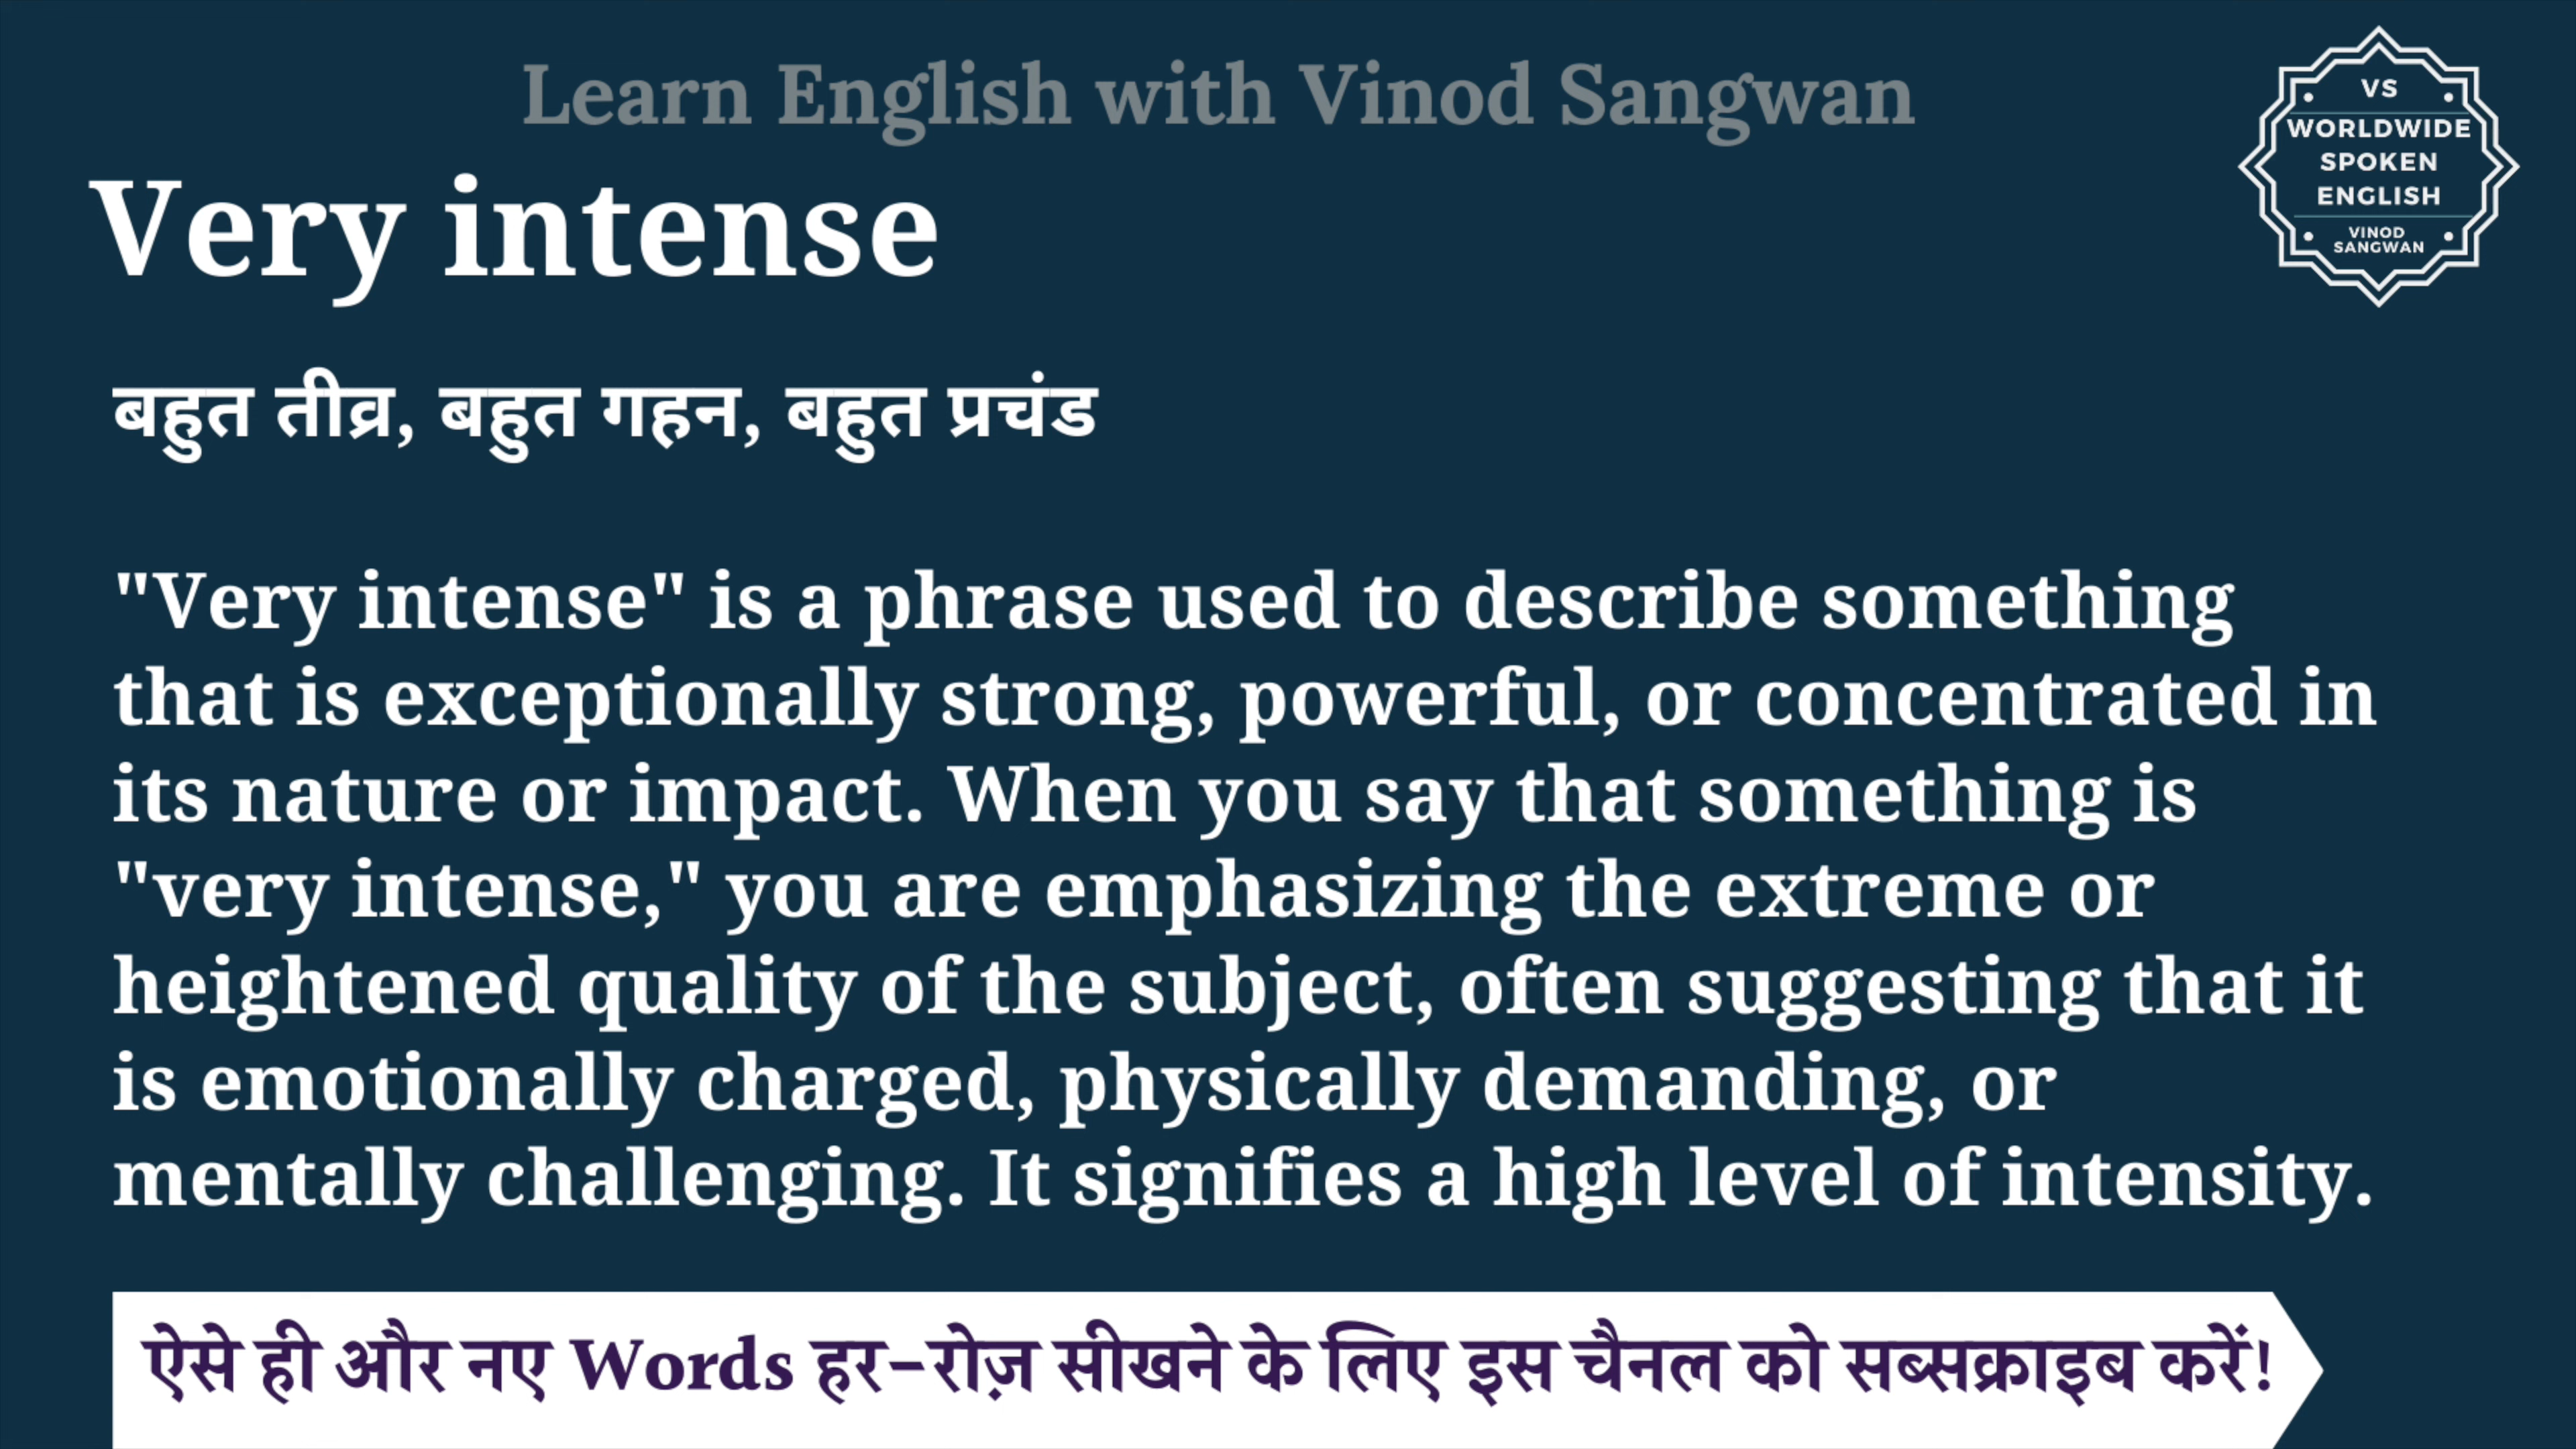 Learn English with Vinod Sangwan
VS
WORLDWIDE
SPOKEN
ENGLISH
VINOD
SANGWAN
Very intense
बहुत तीव्र, बहुत गहन, बहुत प्रचंड
"Very intense" is a phrase used to describe something
that is exceptionally strong, powerful, or concentrated in
its nature or impact. When you say that something is
"very intense," you are emphasizing the extreme or
heightened quality of the subject, often suggesting that it
is emotionally charged, physically demanding, or
mentally challenging. It signifies a high level of intensity.
ऐसे ही और नए Words हर-रोज़ सीखने के लिए इस चैनल को सब्सक्राइब करें!